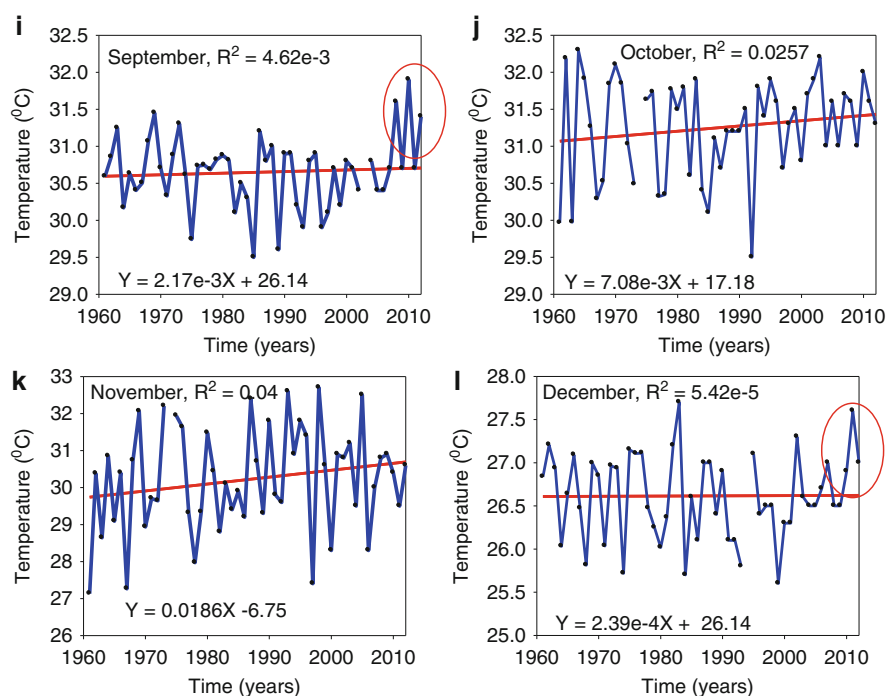 i
September, R² = 4.62e-3
Temperature (⁰C)
32.5
32.0
31.5
31.0
30.5
30.0
29.5
29.0
1960 1970 1980 1990 2000 2010
Time (years)
Y = 2.17e-3X + 26.14
j
October, R² = 0.0257
Temperature (⁰C)
32.5
32.0
31.5
31.0
30.5
30.0
29.5
29.0
1960 1970 1980 1990 2000 2010
Time (years)
Y = 7.08e-3X + 17.18
k
November, R² = 0.04
Temperature (⁰C)
33
32
31
30
29
28
27
26
1960 1970 1980 1990 2000 2010
Time (years)
Y = 0.0186X -6.75
l
December, R² = 5.42e-5
Temperature (⁰C)
28.0
27.5
27.0
26.5
26.0
25.5
25.0
1960 1970 1980 1990 2000 2010
Time (years)
Y = 2.39e-4X + 26.14